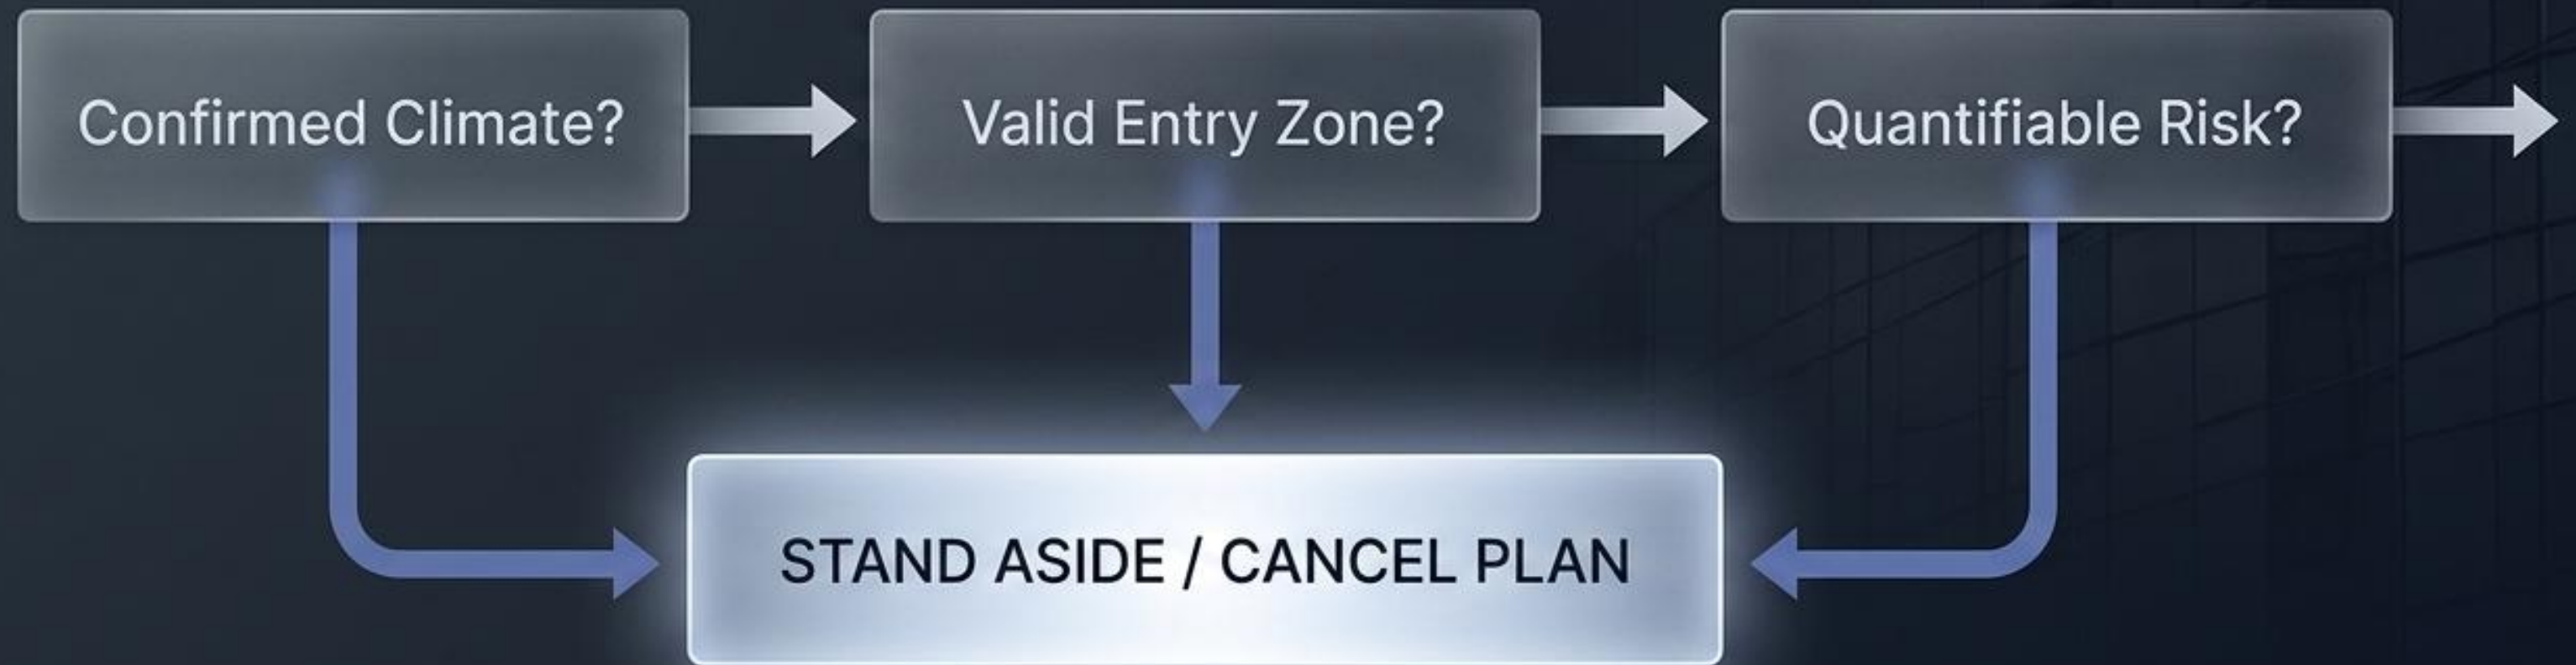 Confirmed Climate?
Valid Entry Zone?
Quantifiable Risk?
STAND ASIDE / CANCEL PLAN